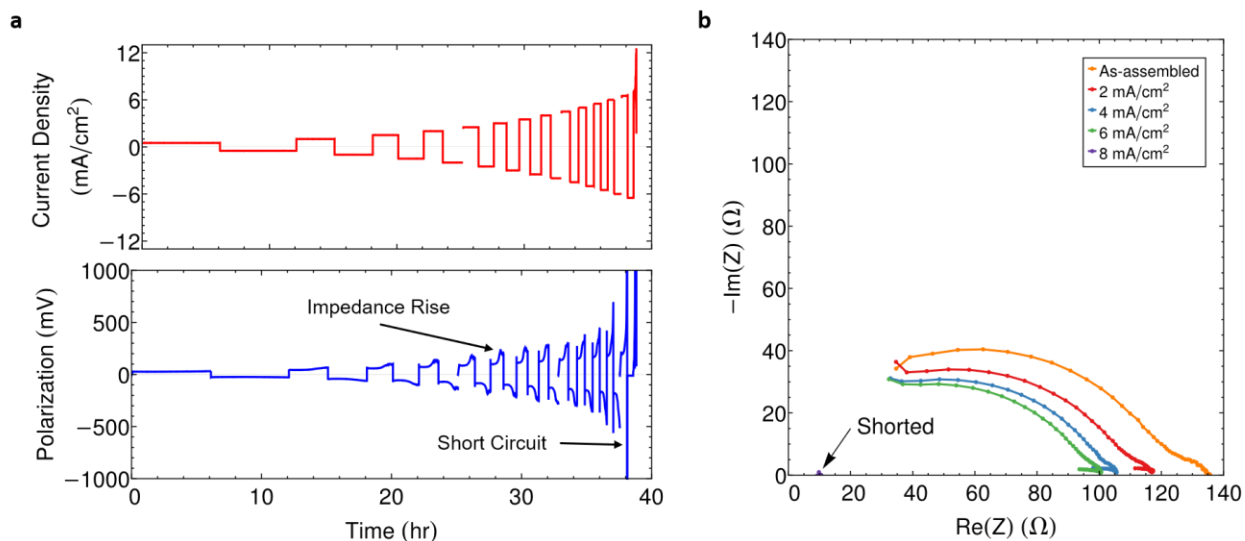 a
12
6
0
−6
−12
Current Density
(mA/cm²)
1000
500
0
−500
−1000
Polarization (mV)
Impedance Rise
Short Circuit
0 10 20 30 40
Time (hr)
b
140
120
100
80
60
40
20
0
−Im(Z) (Ω)
As-assembled
2 mA/cm²
4 mA/cm²
6 mA/cm²
8 mA/cm²
Shorted
0 20 40 60 80 100 120 140
Re(Z) (Ω)